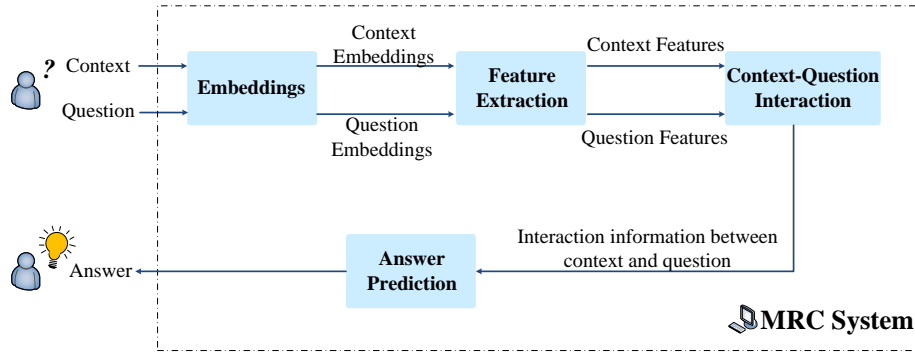 ?
Context
Question
Embeddings
Context
Embeddings
Question
Embeddings
Feature
Extraction
Context Features
Question Features
Context-Question
Interaction
Interaction information between
context and question
Answer
Prediction
Answer
MRC System